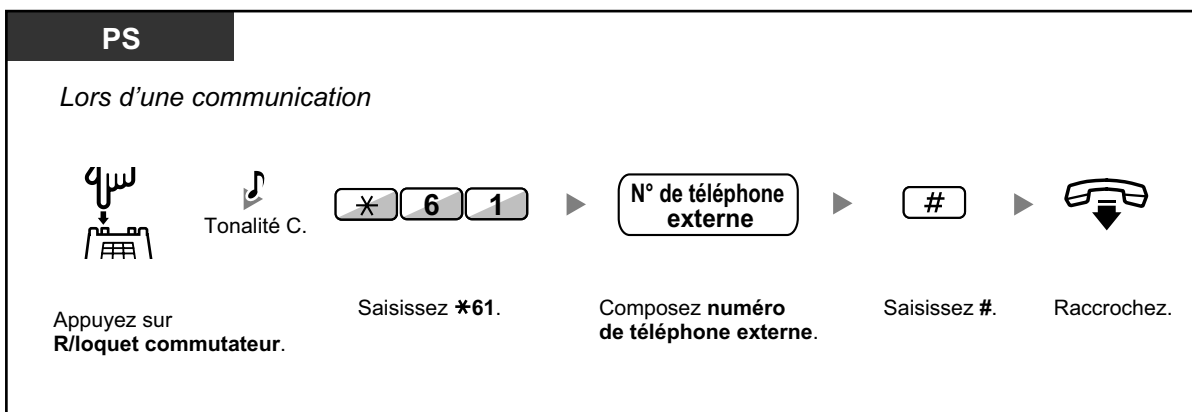 PS
Lors d'une communication
Tonalité C.
* 6 1
N° de téléphone
externe
#
Appuyez sur
R/loquet commutateur.
Saisissez *61.
Composez numéro
de téléphone externe.
Saisissez #.
Raccrochez.